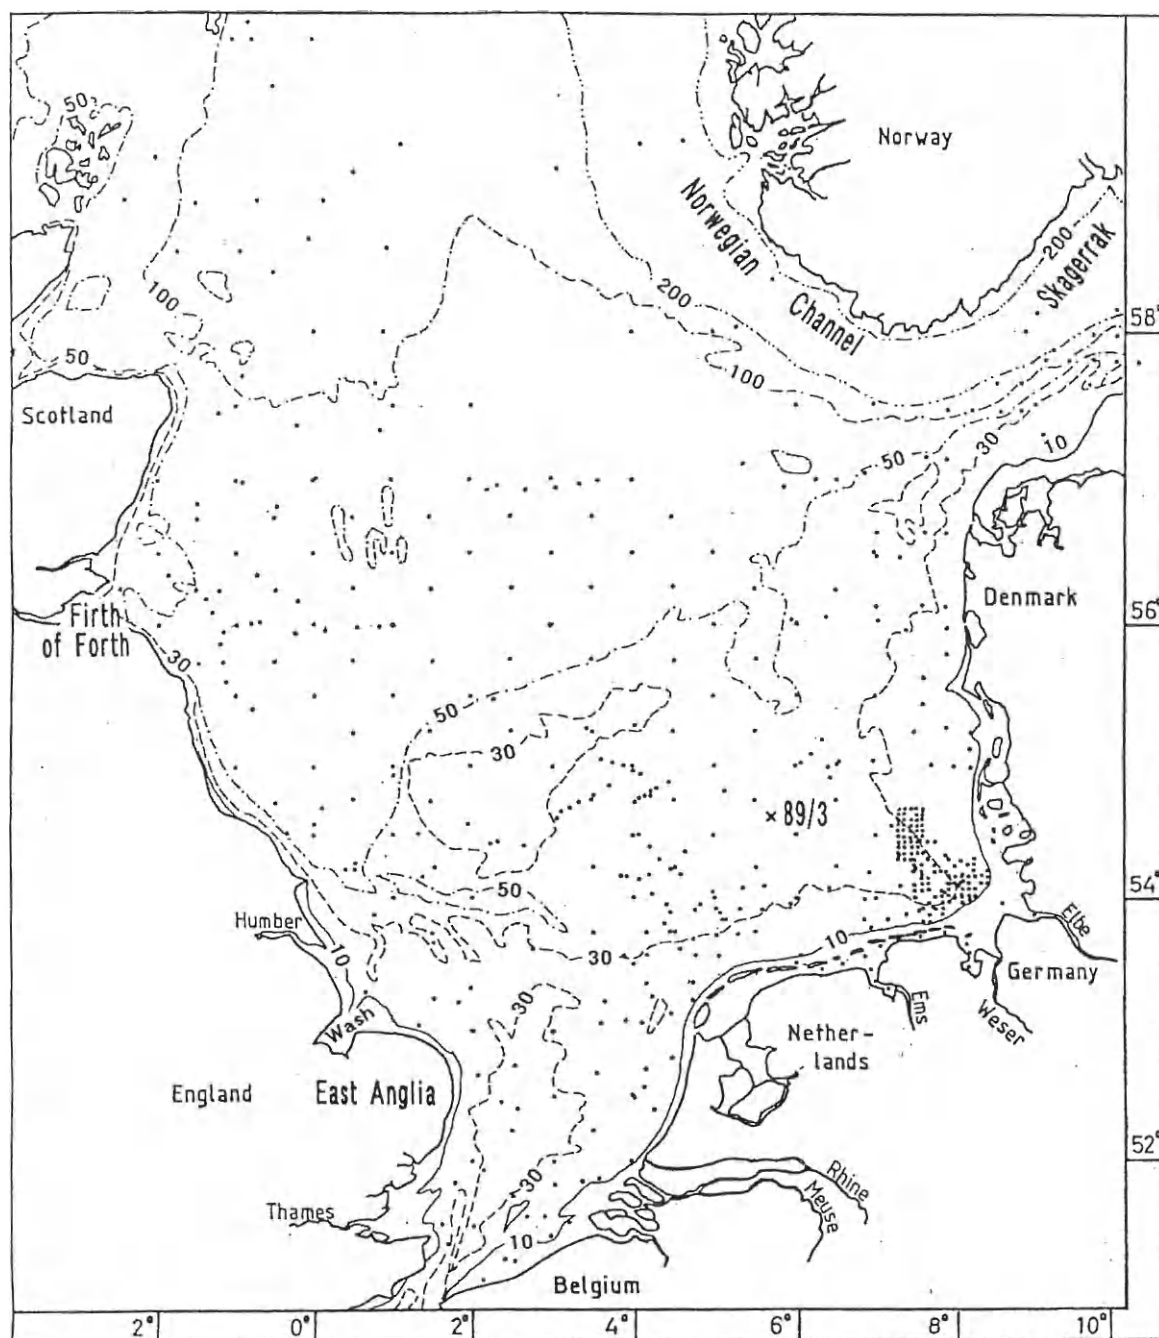 50
Norway
Norwegian
Channel
Skagerrak
200
200
100
100
58°
50
Scotland
10
30
50
Denmark
56°
Firth
of Forth
30
50
30
× 89/3
54°
50
Humber
10
30
10
Elbe
Germany
Ems
Weser
30
Wash
Nether-
lands
England
East Anglia
30
52°
Rhine
Meuse
Thames
10
Belgium
2°
0°
2°
4°
6°
8°
10°